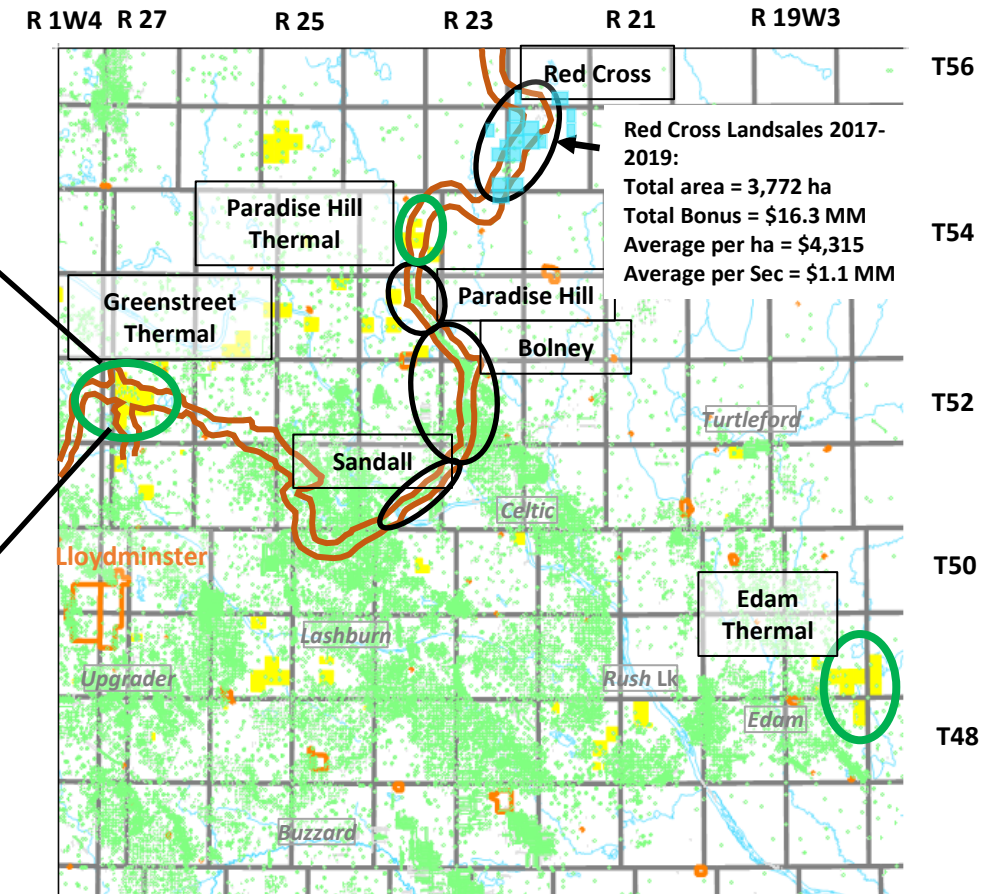 R 1W4 R 27 R 25 R 23 R 21 R 19W3
T56
Red Cross
Red Cross Landsales 2017-
2019:
Total area = 3,772 ha
Total Bonus = $16.3 MM
Average per ha = $4,315
Average per Sec = $1.1 MM
Paradise Hill
Thermal
T54
Greenstreet
Thermal
Paradise Hill
Bolney
T52
Turtleford
Sandall
Celtic
Lloydminster
T50
Edam
Thermal
Lashburn
Upgrader
Rush Lk
Edam
T48
Buzzard